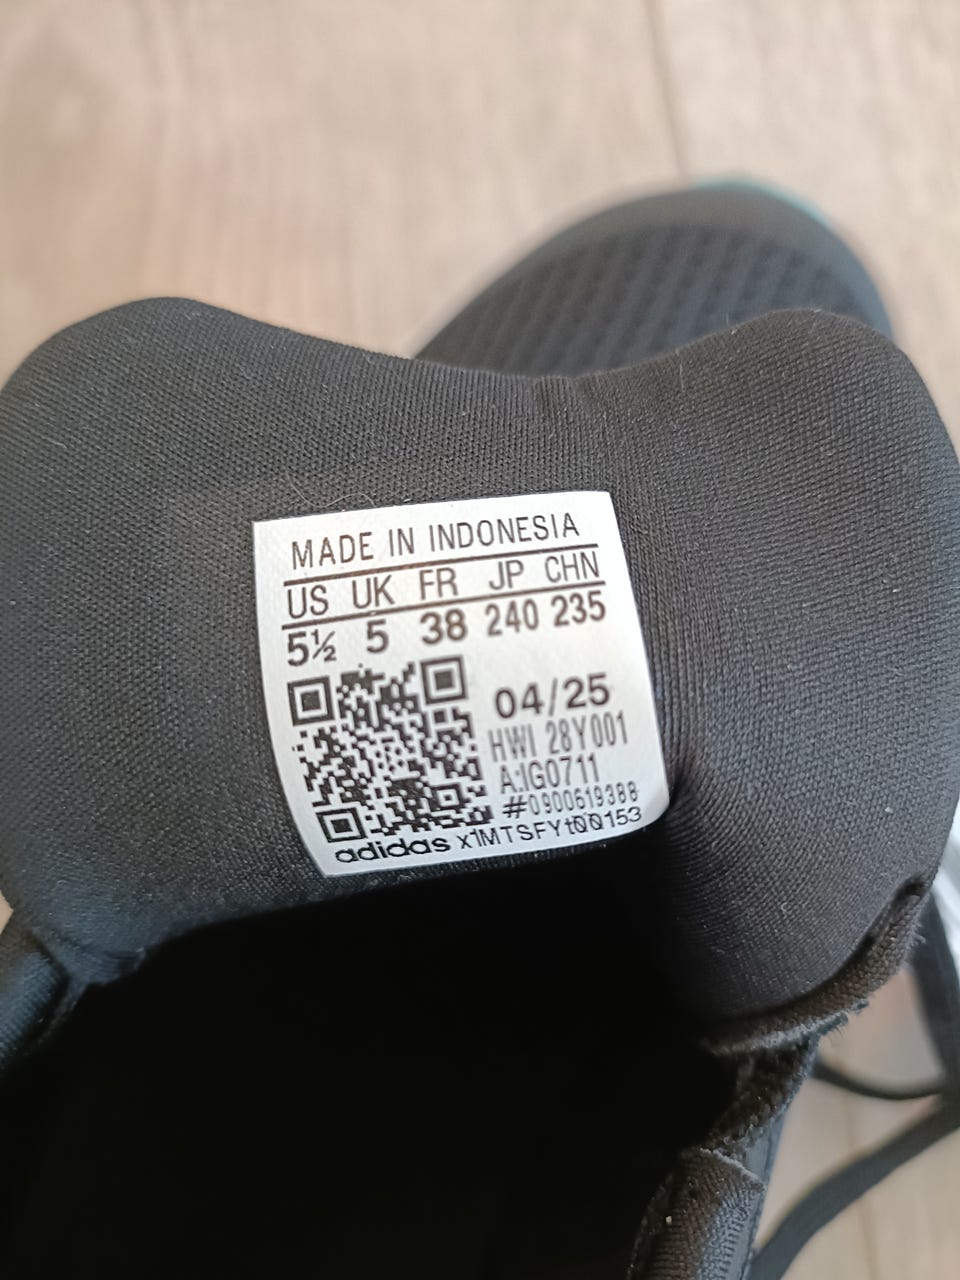 MADE IN INDONESIA
US UK FR JP CHN
5½ 5 38 240 235
04/25
HWI 28Y001
A:IG0711
#0900619388
adidas x1MTSFYt00153